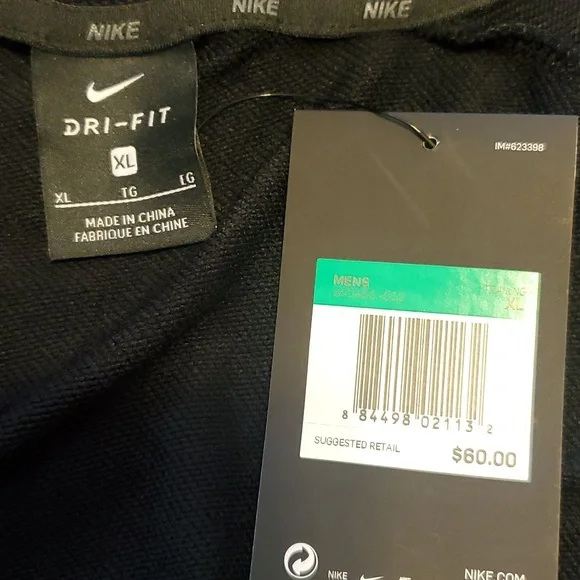 NIKE
NIKE
NIKE
DRI-FIT
XL
XL TG EG
MADE IN CHINA
FABRIQUE EN CHINE
IM#623398
MENS
XL
8 84498 02113 2
SUGGESTED RETAIL
$60.00
NIKE
NIKE.COM